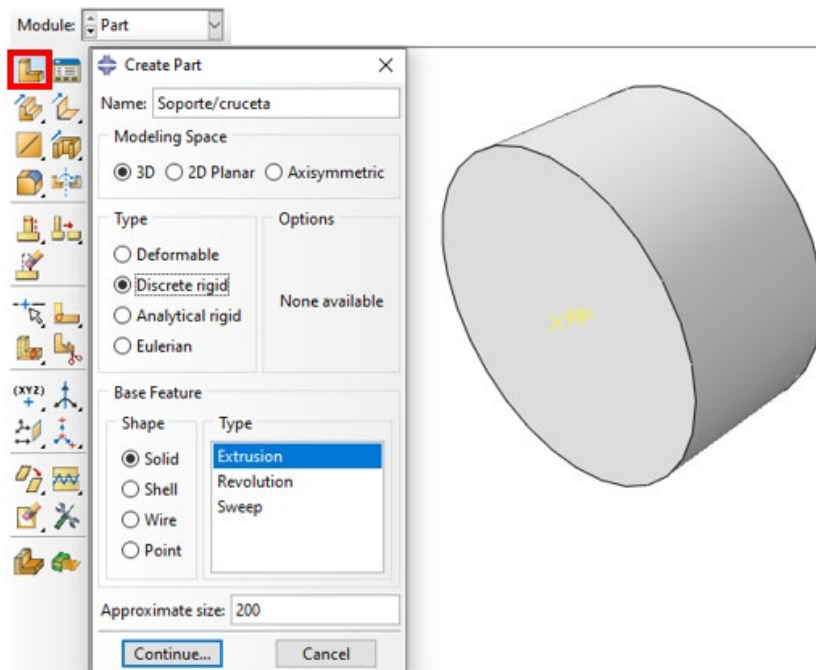 Module: Part
Create Part
Name: Soporte/cruceta
Modeling Space
3D 2D Planar Axisymmetric
Type
Options
Deformable
Discrete rigid
Analytical rigid
Eulerian
None available
Base Feature
Shape
Type
Solid
Shell
Wire
Point
Extrusion
Revolution
Sweep
Approximate size: 200
Continue... Cancel
(XYZ)
RP